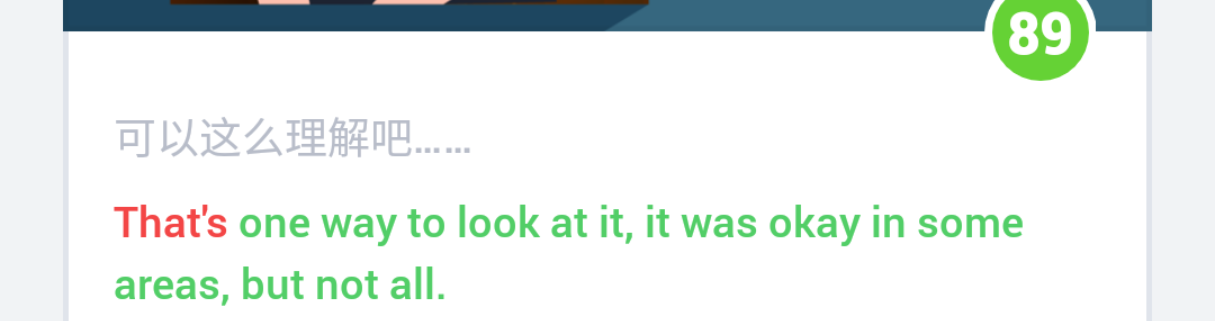 89
可以这么理解吧……
That's one way to look at it, it was okay in some
areas, but not all.